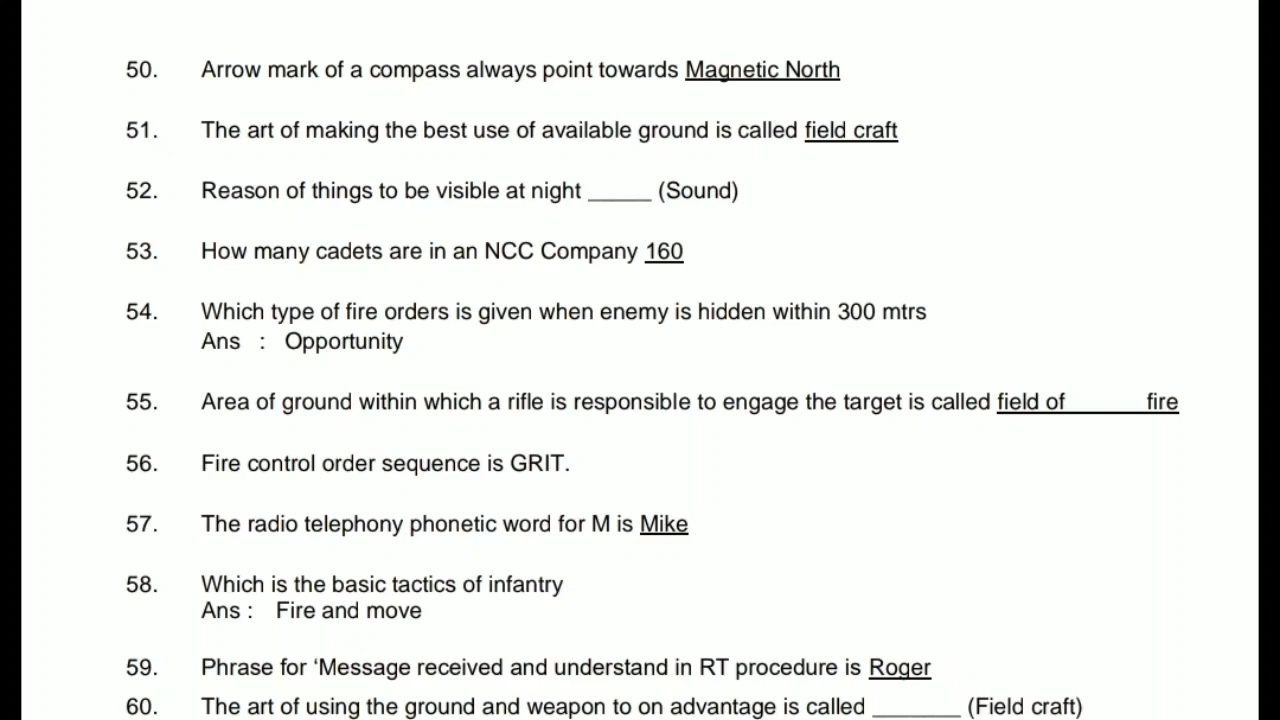 50. Arrow mark of a compass always point towards Magnetic North
51. The art of making the best use of available ground is called field craft
52. Reason of things to be visible at night _____ (Sound)
53. How many cadets are in an NCC Company 160
54. Which type of fire orders is given when enemy is hidden within 300 mtrs
Ans : Opportunity
55. Area of ground within which a rifle is responsible to engage the target is called field of fire
56. Fire control order sequence is GRIT.
57. The radio telephony phonetic word for M is Mike
58. Which is the basic tactics of infantry
Ans : Fire and move
59. Phrase for ‘Message received and understand in RT procedure is Roger
60. The art of using the ground and weapon to on advantage is called _______ (Field craft)